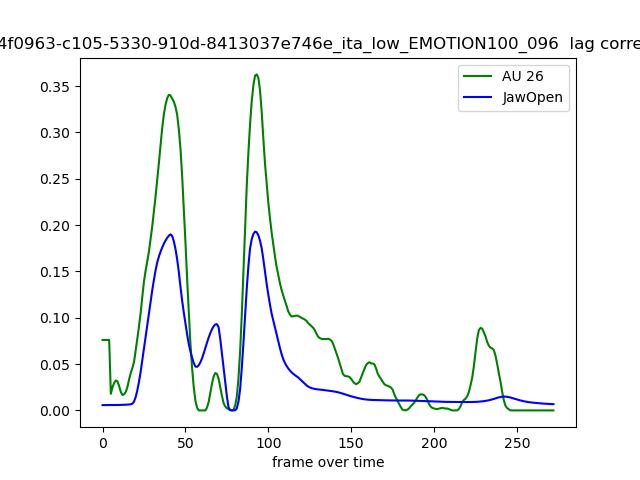 4f0963-c105-5330-910d-8413037e746e_ita_low_EMOTION100_096 lag corre
AU 26
JawOpen
0.35
0.30
0.25
0.20
0.15
0.10
0.05
0.00
0 50 100 150 200 250
frame over time